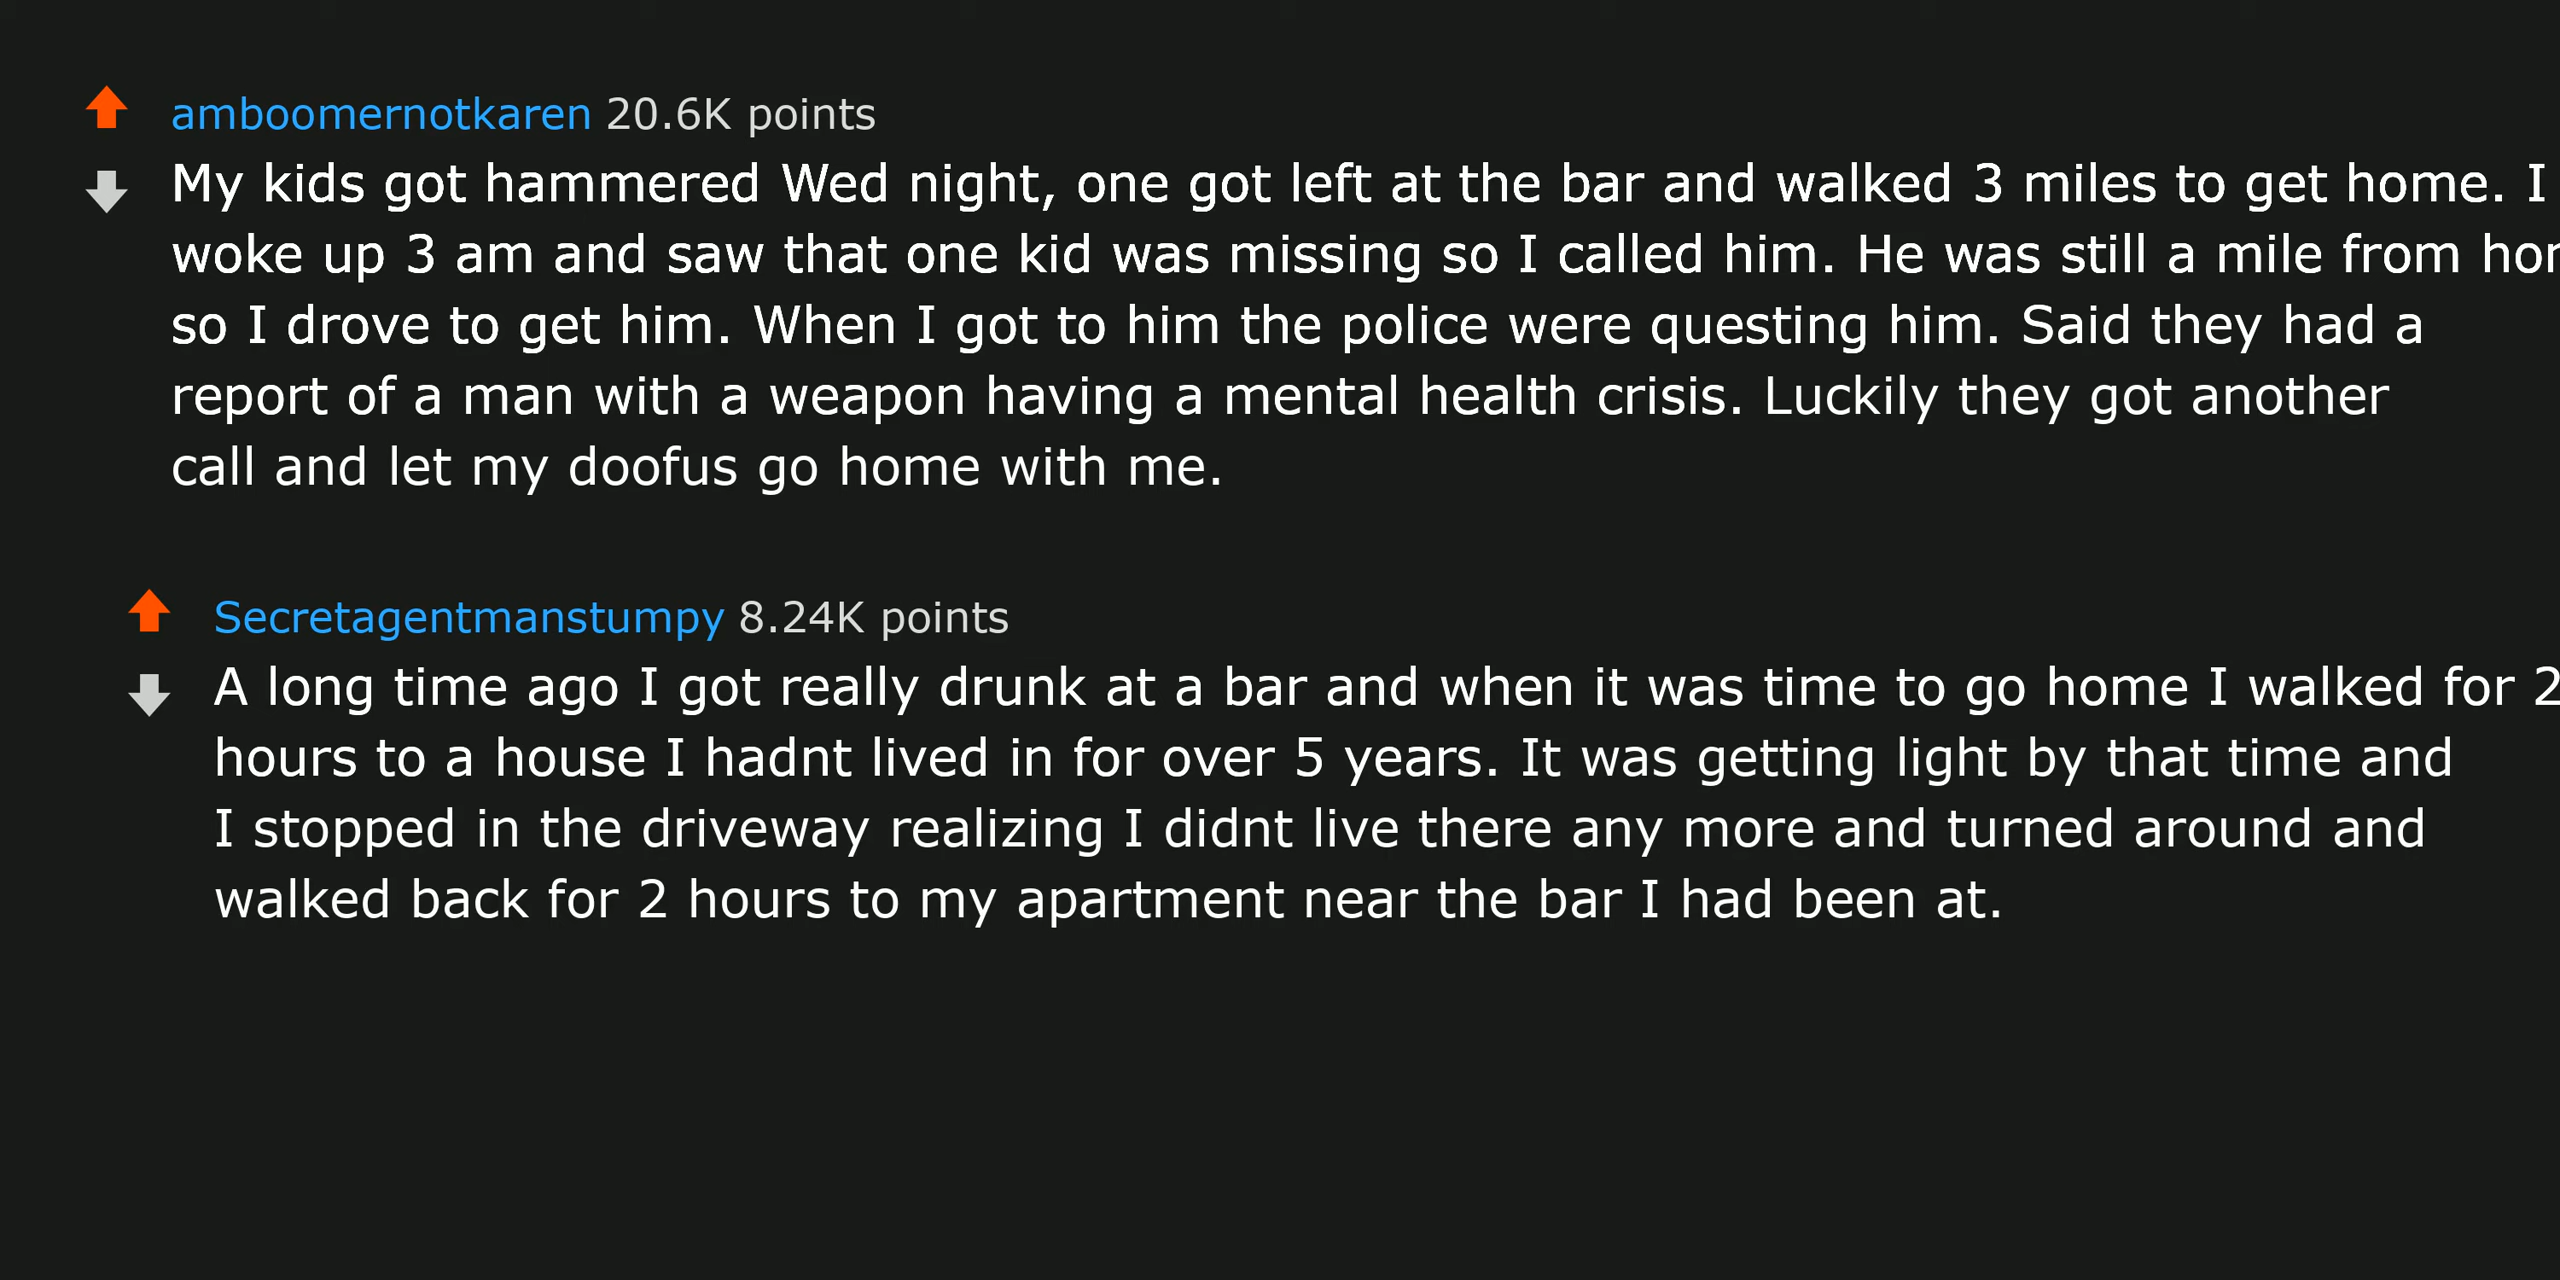 amboomernotkaren 20.6K points
My kids got hammered Wed night, one got left at the bar and walked 3 miles to get home. I
woke up 3 am and saw that one kid was missing so I called him. He was still a mile from
so I drove to get him. When I got to him the police were questing him. Said they had a
report of a man with a weapon having a mental health crisis. Luckily they got another
call and let my doofus go home with me.
Secretagentmanstumpy 8.24K points
A long time ago I got really drunk at a bar and when it was time to go home I walked for 2
hours to a house I hadnt lived in for over 5 years. It was getting light by that time and
I stopped in the driveway realizing I didnt live there any more and turned around and
walked back for 2 hours to my apartment near the bar I had been at.